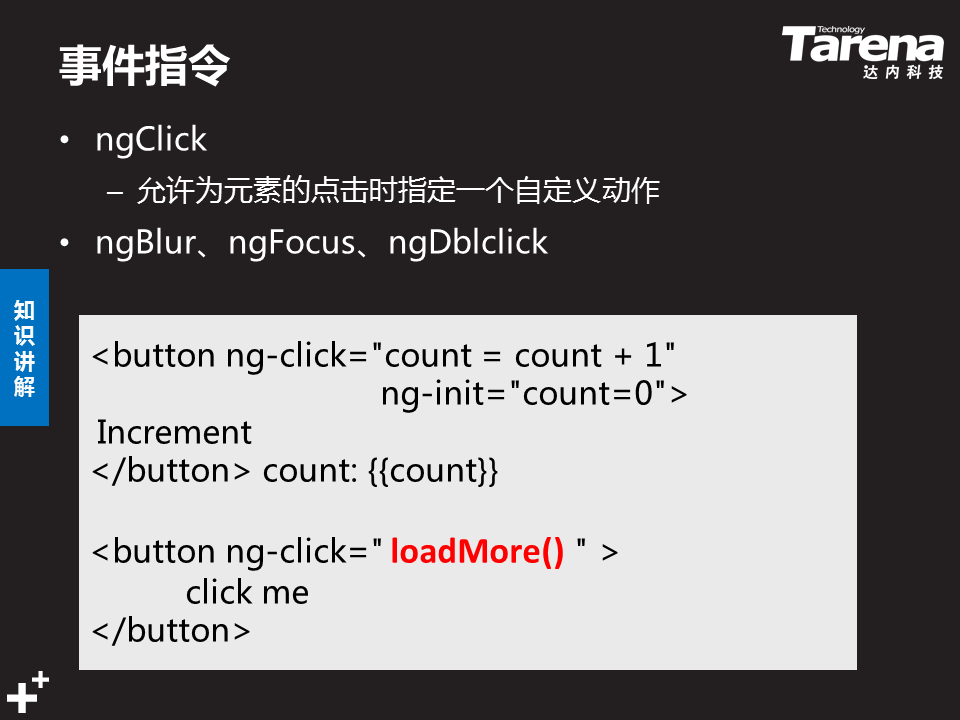 事件指令
Technology
Tarena
达内科技
• ngClick
– 允许为元素的点击时指定一个自定义动作
• ngBlur、ngFocus、ngDblclick
知识讲解
<button ng-click="count = count + 1"
ng-init="count=0">
Increment
</button> count: {{count}}
<button ng-click=" loadMore() " >
click me
</button>